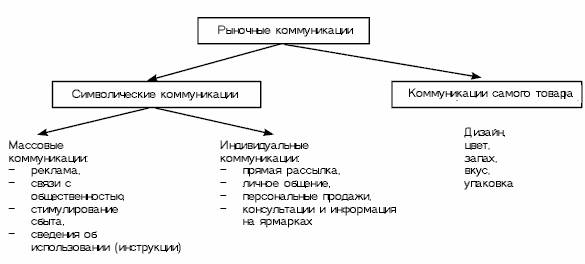 Рыночные коммуникации
Символические коммуникации
Коммуникации самого товара
Массовые
коммуникации:
– реклама,
– связи с
общественностью,
– стимулирование
сбыта,
– сведения об
использовании (инструкции)
Индивидуальные
коммуникации:
– прямая рассылка,
– личное общение,
– персональные продажи,
– консультации и информация
на ярмарках
Дизайн,
цвет,
запах,
вкус,
упаковка